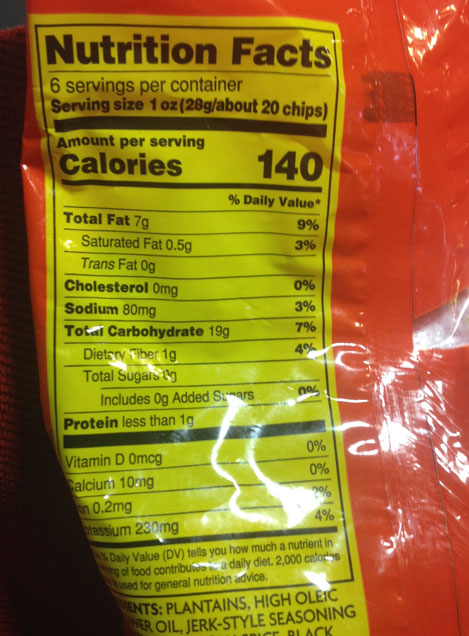 Nutrition Facts
6 servings per container
Serving size 1 oz (28g/about 20 chips)
Amount per serving
Calories 140
% Daily Value*
Total Fat 7g 9%
Saturated Fat 0.5g 3%
Trans Fat 0g
Cholesterol 0mg 0%
Sodium 80mg 3%
Total Carbohydrate 19g 7%
Dietary Fiber 1g 4%
Total Sugars 0g
Includes 0g Added Sugars 0%
Protein less than 1g
Vitamin D 0mcg 0%
Calcium 10mg 0%
0.2mg 2%
230mg 4%
% Daily Value (DV) tells you how much a nutrient in
of food contributes to a daily diet. 2,000 calories
used for general nutrition advice.
PLANTAINS, HIGH OLEIC
OIL, JERK-STYLE SEASONING
BLACK